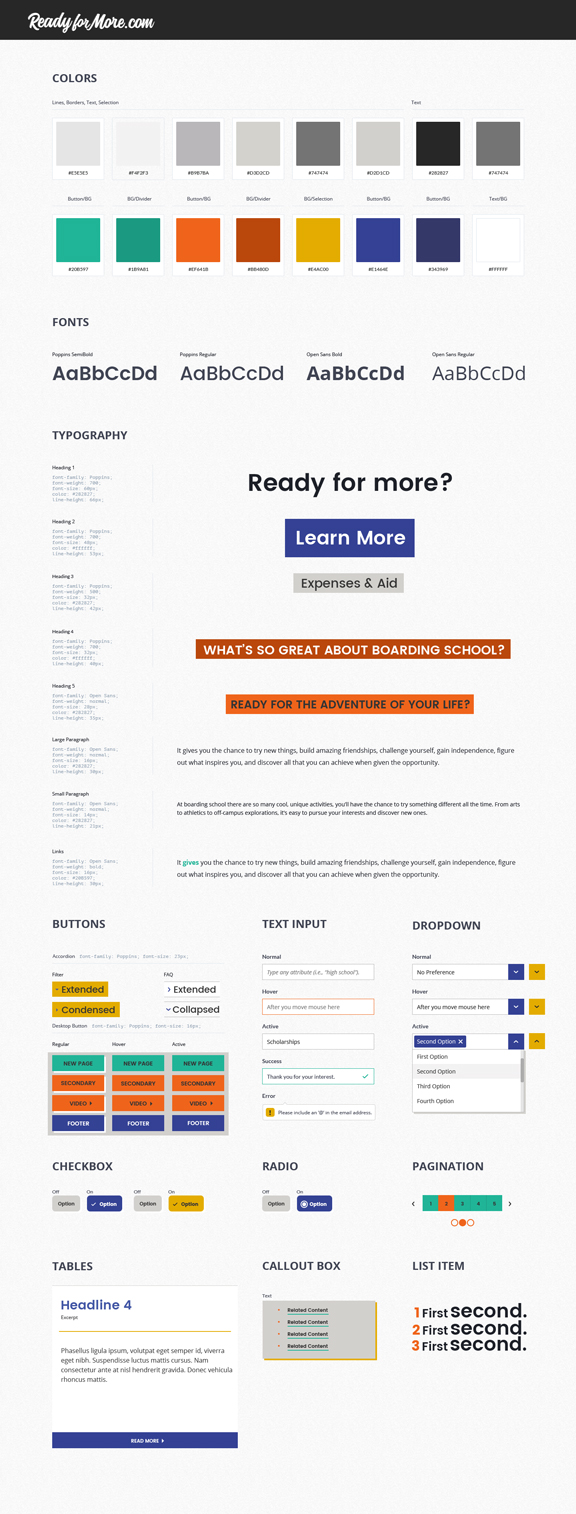 ReadyforMore.com
COLORS
Lines, Borders, Text, Selection
Text
#E5E5E5
#F4F2F3
#B9B7BA
#D3D2CD
#747474
#D2D1CD
#282827
#747474
Button/BG
BG/Divider
Button/BG
BG/Divider
BG/Selection
Button/BG
Button/BG
Text/BG
#20B597
#1B9A81
#EF641B
#BB480D
#E4AC00
#E1464E
#343969
#FFFFFF
FONTS
Poppins SemiBold
Poppins Regular
Open Sans Bold
Open Sans Regular
AaBbCcDd
AaBbCcDd
AaBbCcDd
AaBbCcDd
TYPOGRAPHY
Heading 1
font-family: Poppins;
font-weight: 700;
font-size: 60px;
color: #282827;
line-height: 66px;
Ready for more?
Heading 2
font-family: Poppins;
font-weight: 700;
font-size: 48px;
color: #ffffff;
line-height: 53px;
Learn More
Heading 3
font-family: Poppins;
font-weight: 500;
font-size: 32px;
color: #282827;
line-height: 42px;
Expenses & Aid
Heading 4
font-family: Poppins;
font-weight: 700;
font-size: 32px;
color: #ffffff;
line-height: 40px;
WHAT'S SO GREAT ABOUT BOARDING SCHOOL?
Heading 5
font-family: Open Sans;
font-weight: normal;
font-size: 28px;
color: #282827;
line-height: 35px;
READY FOR THE ADVENTURE OF YOUR LIFE?
Large Paragraph
font-family: Open Sans;
font-weight: normal;
font-size: 16px;
color: #282827;
line-height: 30px;
It gives you the chance to try new things, build amazing friendships, challenge yourself, gain independence, figure
out what inspires you, and discover all that you can achieve when given the opportunity.
Small Paragraph
font-family: Open Sans;
font-weight: normal;
font-size: 14px;
color: #282827;
line-height: 21px;
At boarding school there are so many cool, unique activities, you'll have the chance to try something different all the time. From arts
to athletics to off-campus explorations, it's easy to pursue your interests and discover new ones.
Links
font-family: Open Sans;
font-weight: bold;
font-size: 16px;
color: #20B597;
line-height: 30px;
It gives you the chance to try new things, build amazing friendships, challenge yourself, gain independence, figure
out what inspires you, and discover all that you can achieve when given the opportunity.
BUTTONS
Accordion font-family: Poppins; font-size: 25px;
Filter
FAQ
Extended
Extended
Condensed
Collapsed
Desktop Button font-family: Poppins; font-size: 16px;
Regular
Hover
Active
NEW PAGE
NEW PAGE
NEW PAGE
SECONDARY
SECONDARY
SECONDARY
VIDEO
VIDEO
VIDEO
FOOTER
FOOTER
FOOTER
TEXT INPUT
Normal
Type any attribute (i.e., "high school").
Hover
After you move mouse here
Active
Scholarships
Success
Thank you for your interest.
Error
Please include an '@' in the email address.
DROPDOWN
Normal
No Preference
Hover
After you move mouse here
Active
Second Option
First Option
Second Option
Third Option
Fourth Option
CHECKBOX
Off
On
Off
On
Option
Option
Option
Option
RADIO
Off
On
Option
Option
PAGINATION
1
2
3
4
5
TABLES
Headline 4
Excerpt
Phasellus ligula ipsum, volutpat eget semper id, viverra
eget nibh. Suspendisse luctus mattis cursus. Nam
consectetur ante at nisl hendrerit gravida. Donec vehicula
rhoncus mattis.
READ MORE
CALLOUT BOX
Text
Related Content
Related Content
Related Content
Related Content
LIST ITEM
1 First second.
2 First second.
3 First second.